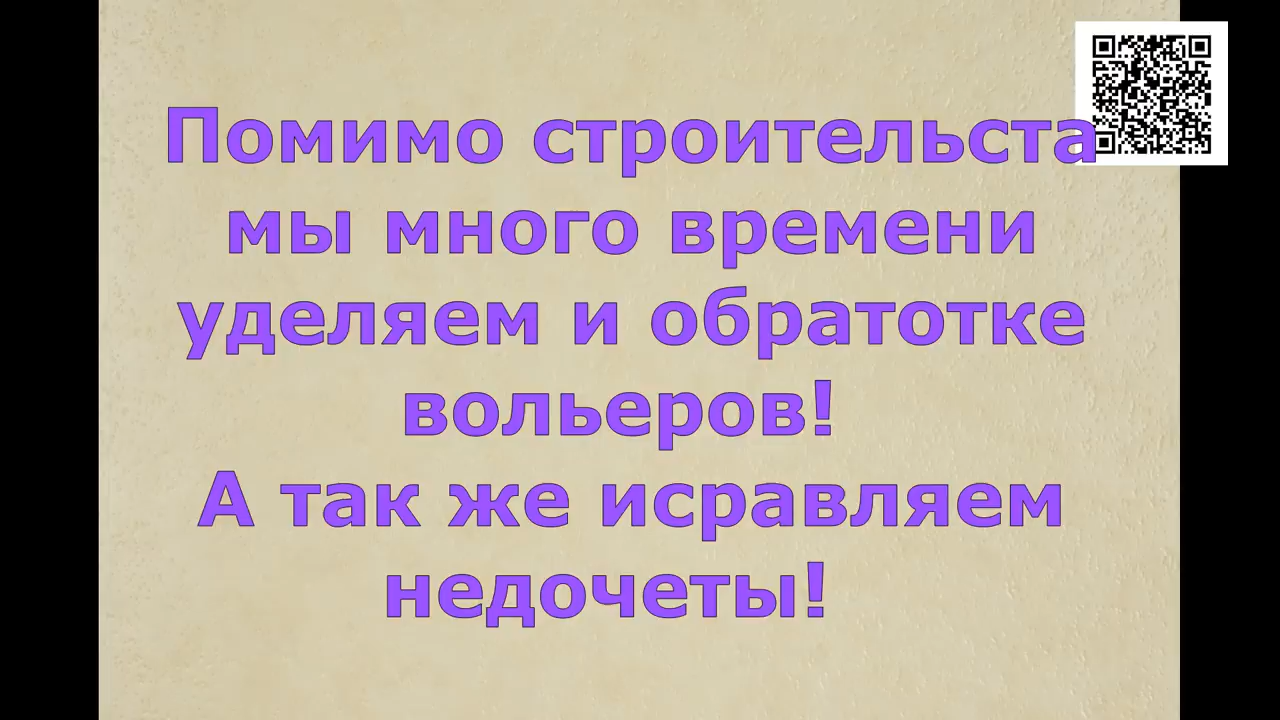 Помимо строительста
мы много времени
уделяем и обратотке
вольеров!
А так же исравляем
недочеты!